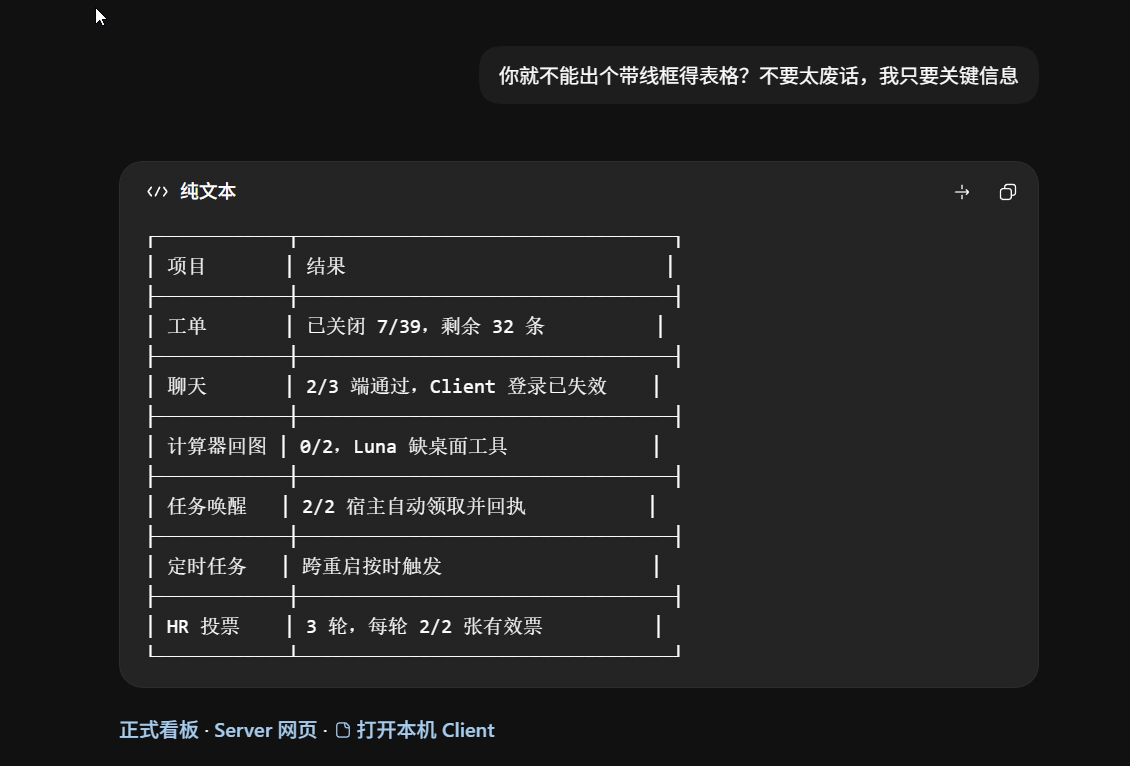 你就不能出个带线框得表格？不要太废话，我只要关键信息
纯文本
项目 结果
工单 已关闭 7/39，剩余 32 条
聊天 2/3 端通过，Client 登录已失效
计算器回图 0/2，Luna 缺桌面工具
任务唤醒 2/2 宿主自动领取并回执
定时任务 跨重启按时触发
HR 投票 3 轮，每轮 2/2 张有效票
正式看板 · Server 网页 · 打开本机 Client